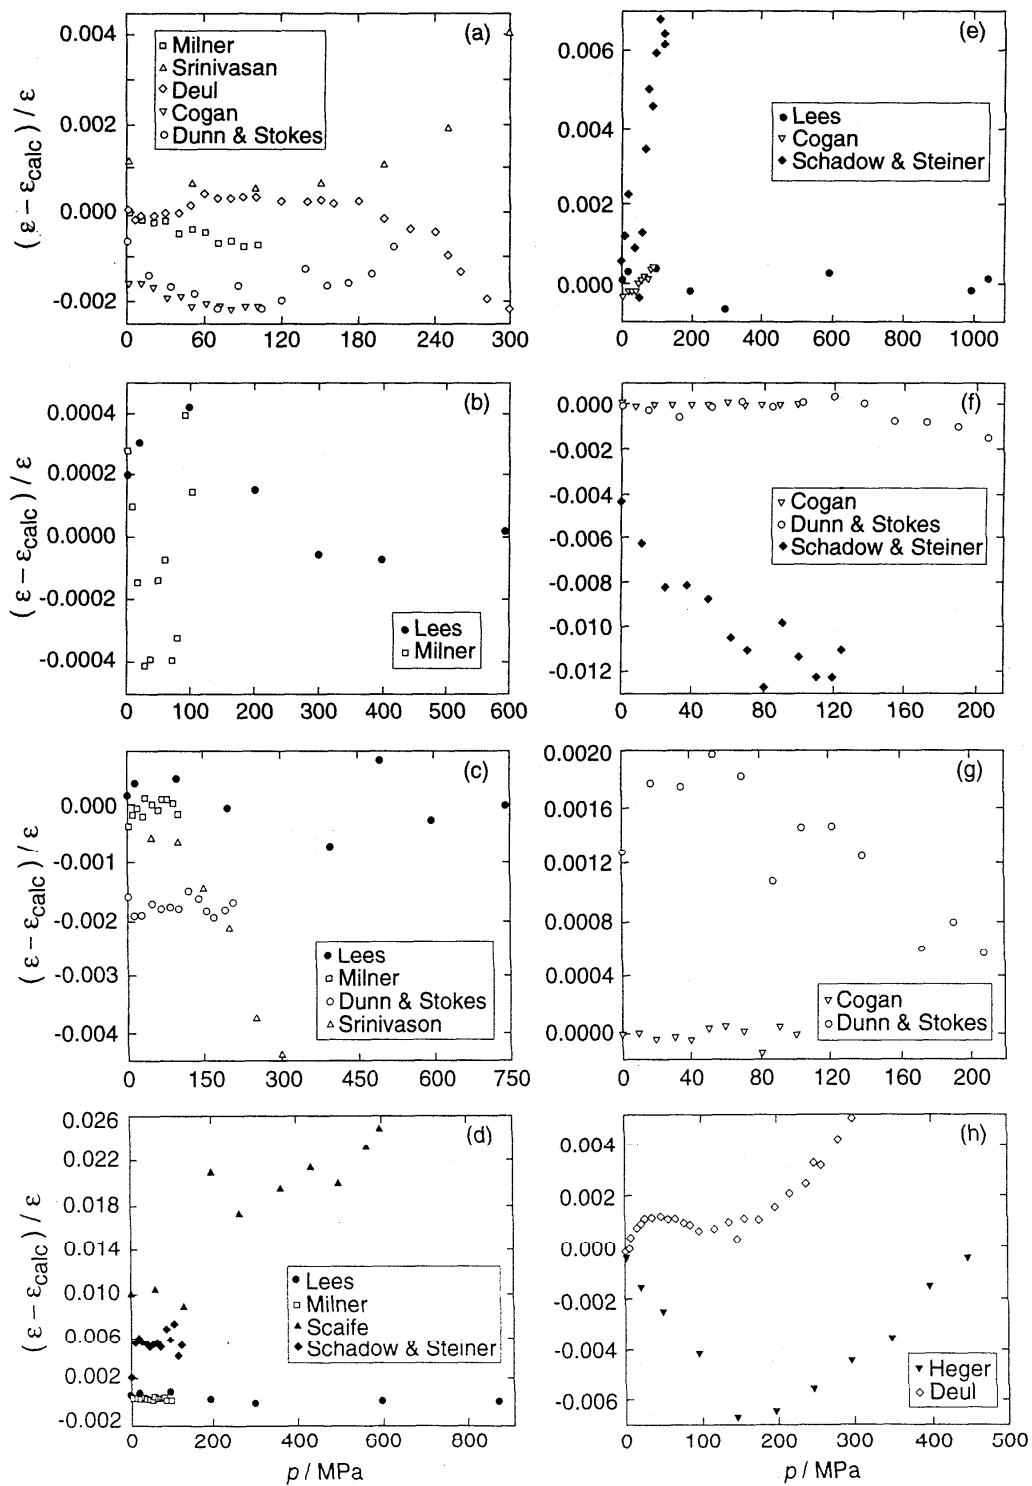 (a)
(ε − εcalc) / ε
0.004
0.002
0.000
-0.002
Milner
Srinivasan
Deul
Cogan
Dunn & Stokes
0 60 120 180 240 300
(e)
0.006
0.004
0.002
0.000
Lees
Cogan
Schadow & Steiner
0 200 400 600 800 1000
(b)
(ε − εcalc) / ε
0.0004
0.0002
0.0000
-0.0002
-0.0004
Lees
Milner
0 100 200 300 400 500 600
(f)
0.000
-0.002
-0.004
-0.006
-0.008
-0.010
-0.012
Cogan
Dunn & Stokes
Schadow & Steiner
0 40 80 120 160 200
(c)
(ε − εcalc) / ε
0.000
-0.001
-0.002
-0.003
-0.004
Lees
Milner
Dunn & Stokes
Srinivason
0 150 300 450 600 750
(g)
0.0020
0.0016
0.0012
0.0008
0.0004
0.0000
Cogan
Dunn & Stokes
0 40 80 120 160 200
(d)
(ε − εcalc) / ε
0.026
0.022
0.018
0.014
0.010
0.006
0.002
-0.002
Lees
Milner
Scaife
Schadow & Steiner
0 200 400 600 800
p / MPa
(h)
0.004
0.002
0.000
-0.002
-0.004
-0.006
Heger
Deul
0 100 200 300 400 500
p / MPa